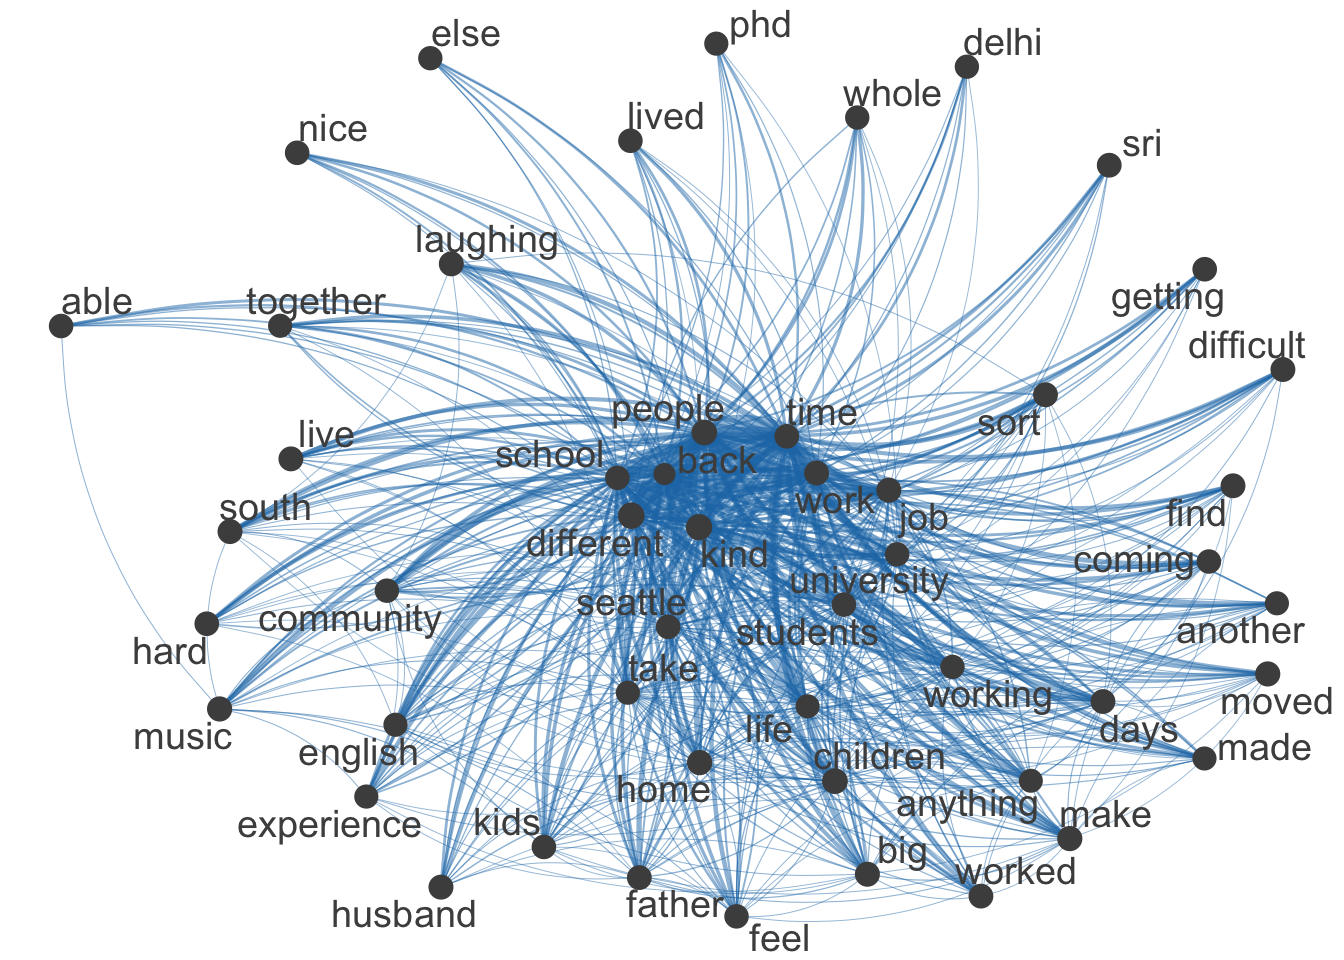 else
phd
delhi
whole
lived
nice
sri
laughing
able
together
getting
difficult
people
time
sort
live
school
back
south
work
find
job
different
kind
coming
university
seattle
community
students
another
hard
take
working
moved
music
life
days
english
children
made
home
anything
make
experience
kids
big
worked
husband
father
feel